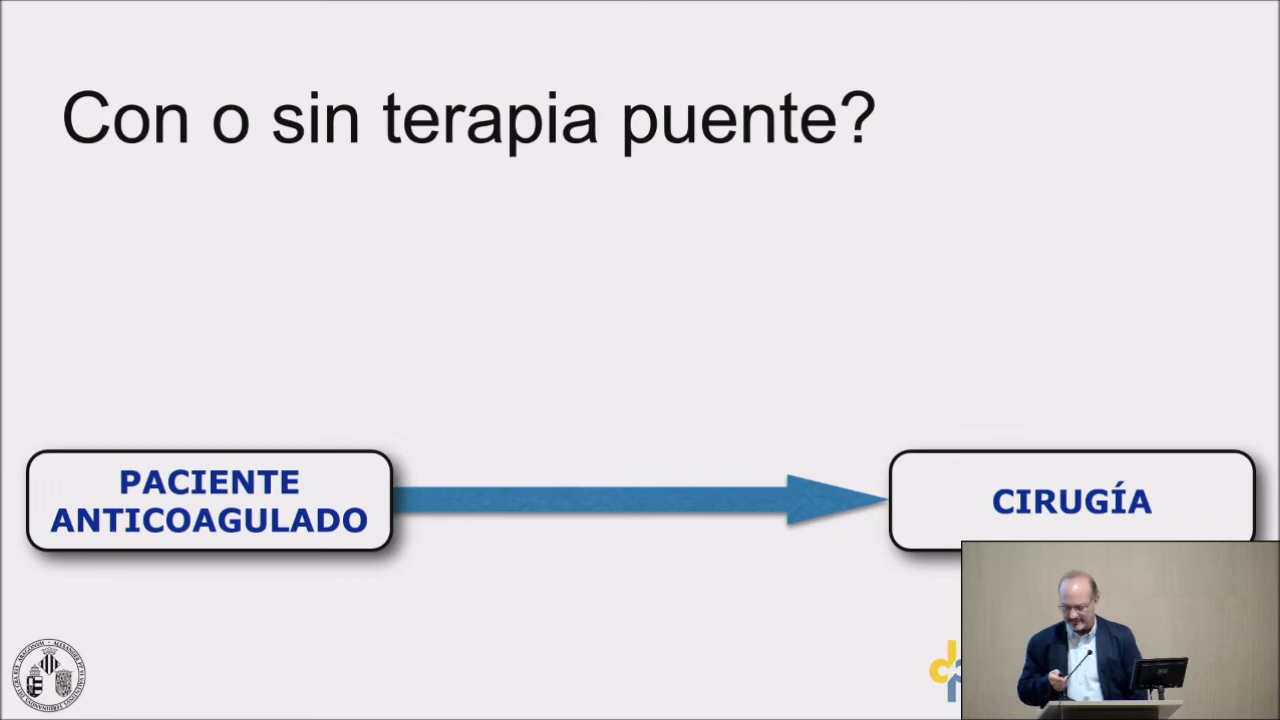 Con o sin terapia puente?
PACIENTE
ANTICOAGULADO
CIRUGÍA